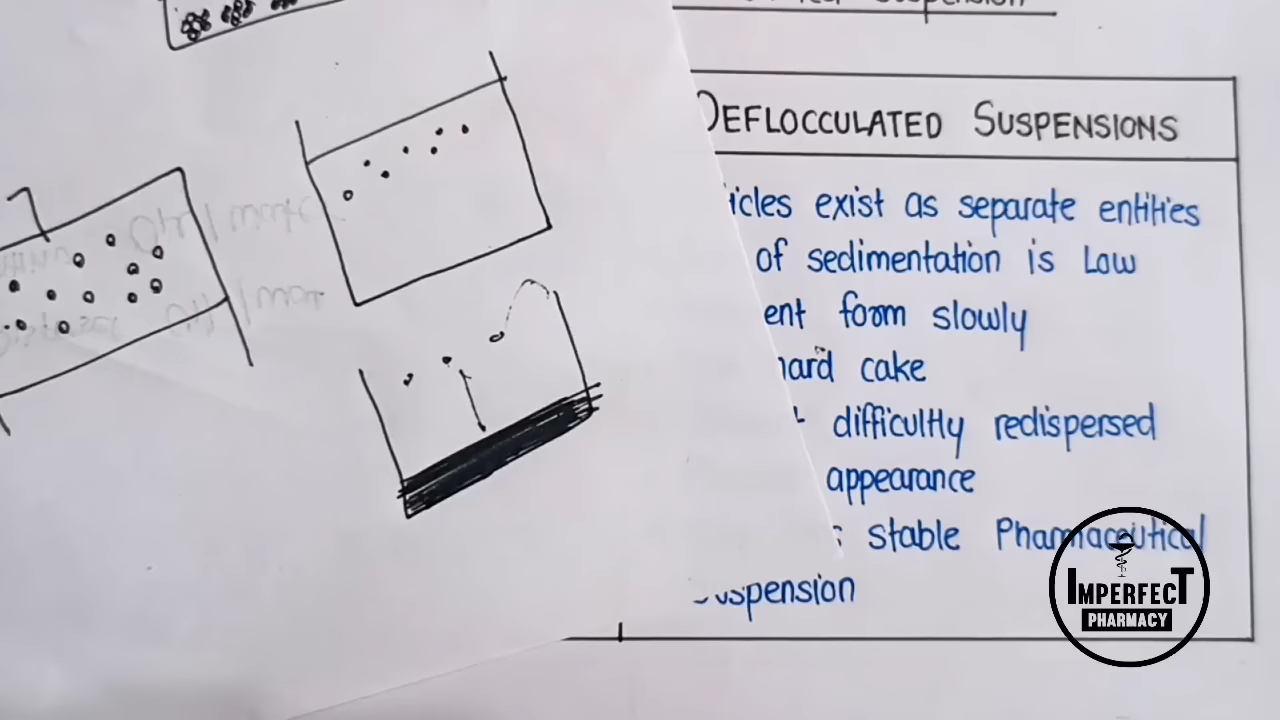 Suspension
DEFLOCCULATED SUSPENSIONS
icles exist as separate entities
of sedimentation is Low
ent form slowly
hard cake
difficultly redispersed
appearance
stable Pharmaceutical
suspension
IMPERFECT
PHARMACY